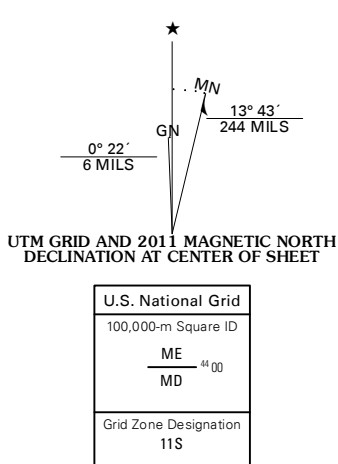 ★
MN
13° 43´
244 MILS
GN
0° 22´
6 MILS
UTM GRID AND 2011 MAGNETIC NORTH
DECLINATION AT CENTER OF SHEET
U.S. National Grid
100,000-m Square ID
ME
44 00
MD
Grid Zone Designation
11S